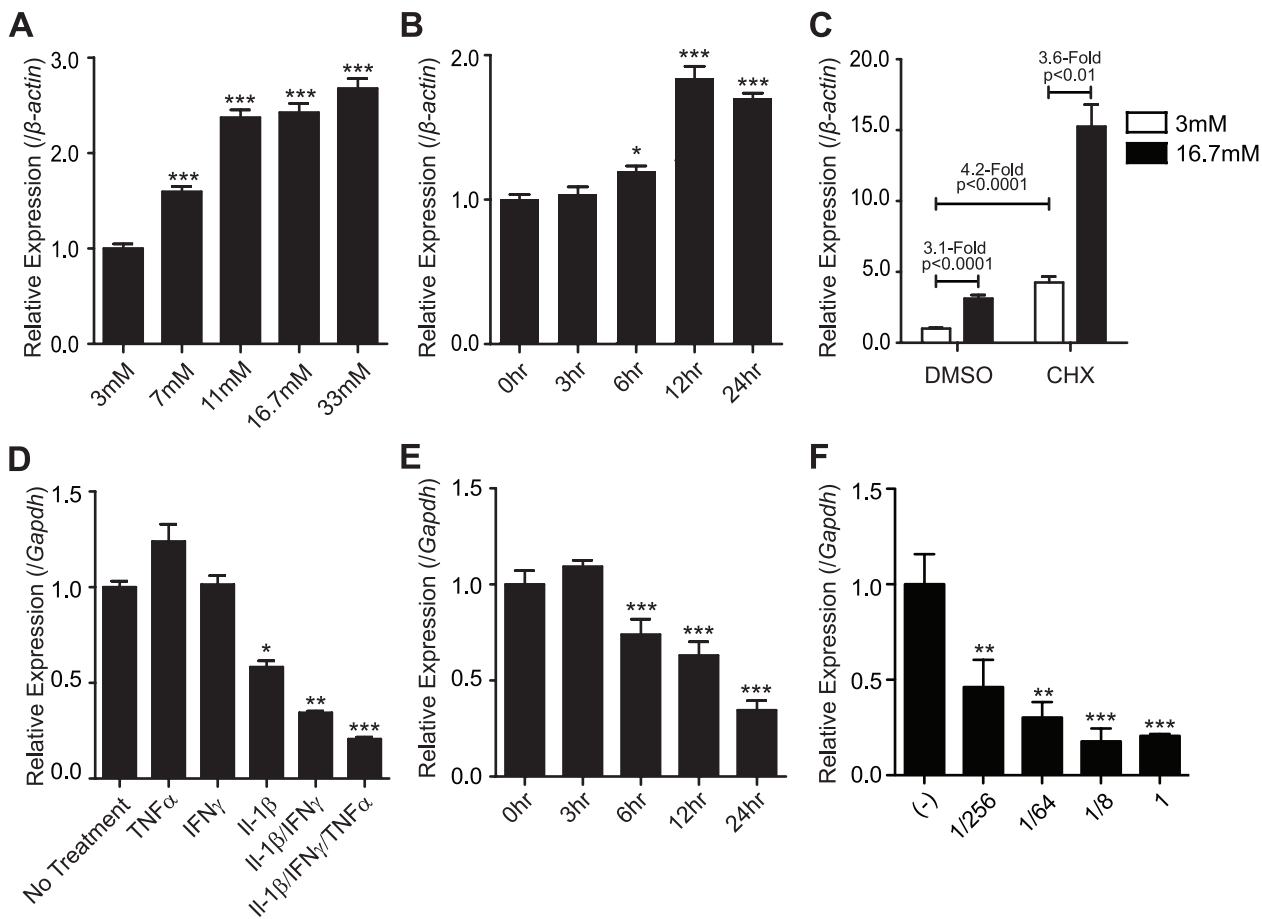 A
Relative Expression (/β-actin)
3.0
2.0
1.0
0.0
***
***
***
***
3mM
7mM
11mM
16.7mM
33mM
B
Relative Expression (/β-actin)
2.0
1.0
0.0
*
***
***
0hr
3hr
6hr
12hr
24hr
C
Relative Expression (/β-actin)
20.0
15.0
10.0
5.0
0.0
3.6-Fold
p<0.01
4.2-Fold
p<0.0001
3.1-Fold
p<0.0001
DMSO
CHX
3mM
16.7mM
D
Relative Expression (/Gapdh)
1.5
1.0
0.5
0.0
*
**
***
No Treatment
TNFα
IFNγ
Il-1β
Il-1β/IFNγ
Il-1β/IFNγ/TNFα
E
Relative Expression (/Gapdh)
1.5
1.0
0.5
0.0
***
***
***
0hr
3hr
6hr
12hr
24hr
F
Relative Expression (/Gapdh)
1.5
1.0
0.5
0.0
**
**
***
***
(-)
1/256
1/64
1/8
1